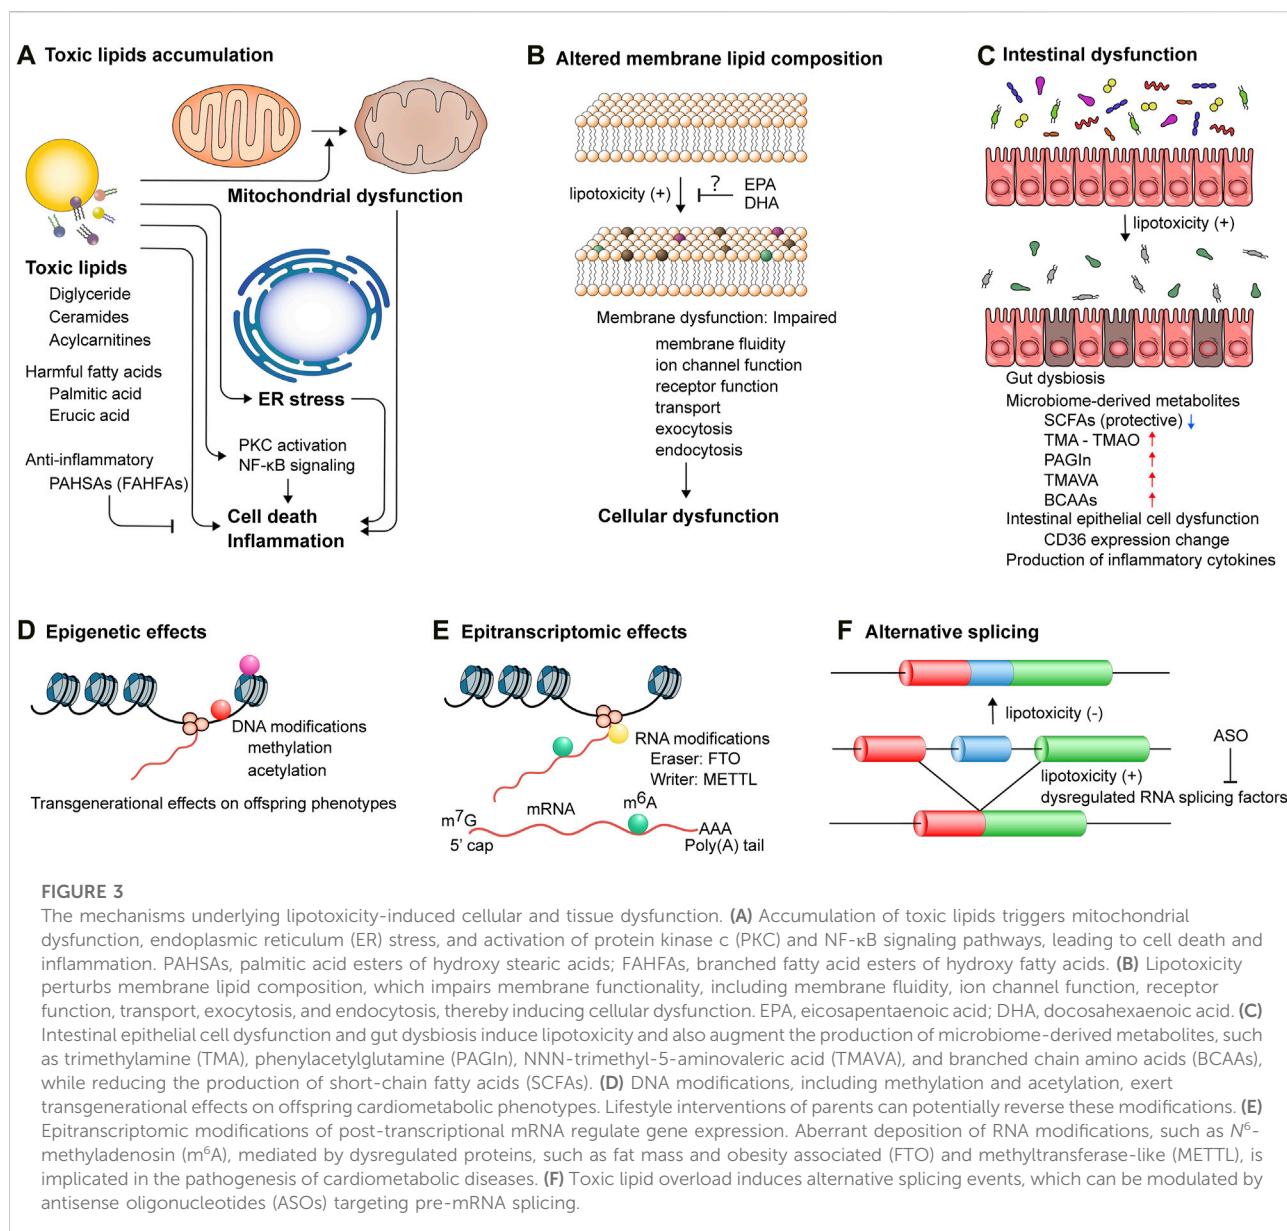 A Toxic lipids accumulation
Mitochondrial dysfunction
Toxic lipids
Diglyceride
Ceramides
Acylcarnitines
Harmful fatty acids
Palmitic acid
Erucic acid
Anti-inflammatory
PAHSAs (FAHFAs)
ER stress
PKC activation
NF-κB signaling
Cell death
Inflammation
B Altered membrane lipid composition
lipotoxicity (+)
?
EPA
DHA
Membrane dysfunction: Impaired
membrane fluidity
ion channel function
receptor function
transport
exocytosis
endocytosis
Cellular dysfunction
C Intestinal dysfunction
lipotoxicity (+)
Gut dysbiosis
Microbiome-derived metabolites
SCFAs (protective) ↓
TMA - TMAO ↑
PAGIn ↑
TMAVA ↑
BCAAs ↑
Intestinal epithelial cell dysfunction
CD36 expression change
Production of inflammatory cytokines
D Epigenetic effects
DNA modifications
methylation
acetylation
Transgenerational effects on offspring phenotypes
E Epitranscriptomic effects
RNA modifications
Eraser: FTO
Writer: METTL
m⁷G
mRNA
m⁶A
AAA
5' cap
Poly(A) tail
F Alternative splicing
lipotoxicity (-)
ASO
lipotoxicity (+)
dysregulated RNA splicing factors
FIGURE 3
The mechanisms underlying lipotoxicity-induced cellular and tissue dysfunction. (A) Accumulation of toxic lipids triggers mitochondrial
dysfunction, endoplasmic reticulum (ER) stress, and activation of protein kinase c (PKC) and NF-κB signaling pathways, leading to cell death and
inflammation. PAHSAs, palmitic acid esters of hydroxy stearic acids; FAHFAs, branched fatty acid esters of hydroxy fatty acids. (B) Lipotoxicity
perturbs membrane lipid composition, which impairs membrane functionality, including membrane fluidity, ion channel function, receptor
function, transport, exocytosis, and endocytosis, thereby inducing cellular dysfunction. EPA, eicosapentaenoic acid; DHA, docosahexaenoic acid. (C)
Intestinal epithelial cell dysfunction and gut dysbiosis induce lipotoxicity and also augment the production of microbiome-derived metabolites, such
as trimethylamine (TMA), phenylacetylglutamine (PAGIn), NNN-trimethyl-5-aminovaleric acid (TMAVA), and branched chain amino acids (BCAAs),
while reducing the production of short-chain fatty acids (SCFAs). (D) DNA modifications, including methylation and acetylation, exert
transgenerational effects on offspring cardiometabolic phenotypes. Lifestyle interventions of parents can potentially reverse these modifications. (E)
Epitranscriptomic modifications of post-transcriptional mRNA regulate gene expression. Aberrant deposition of RNA modifications, such as N⁶-
methyladenosin (m⁶A), mediated by dysregulated proteins, such as fat mass and obesity associated (FTO) and methyltransferase-like (METTL), is
implicated in the pathogenesis of cardiometabolic diseases. (F) Toxic lipid overload induces alternative splicing events, which can be modulated by
antisense oligonucleotides (ASOs) targeting pre-mRNA splicing.